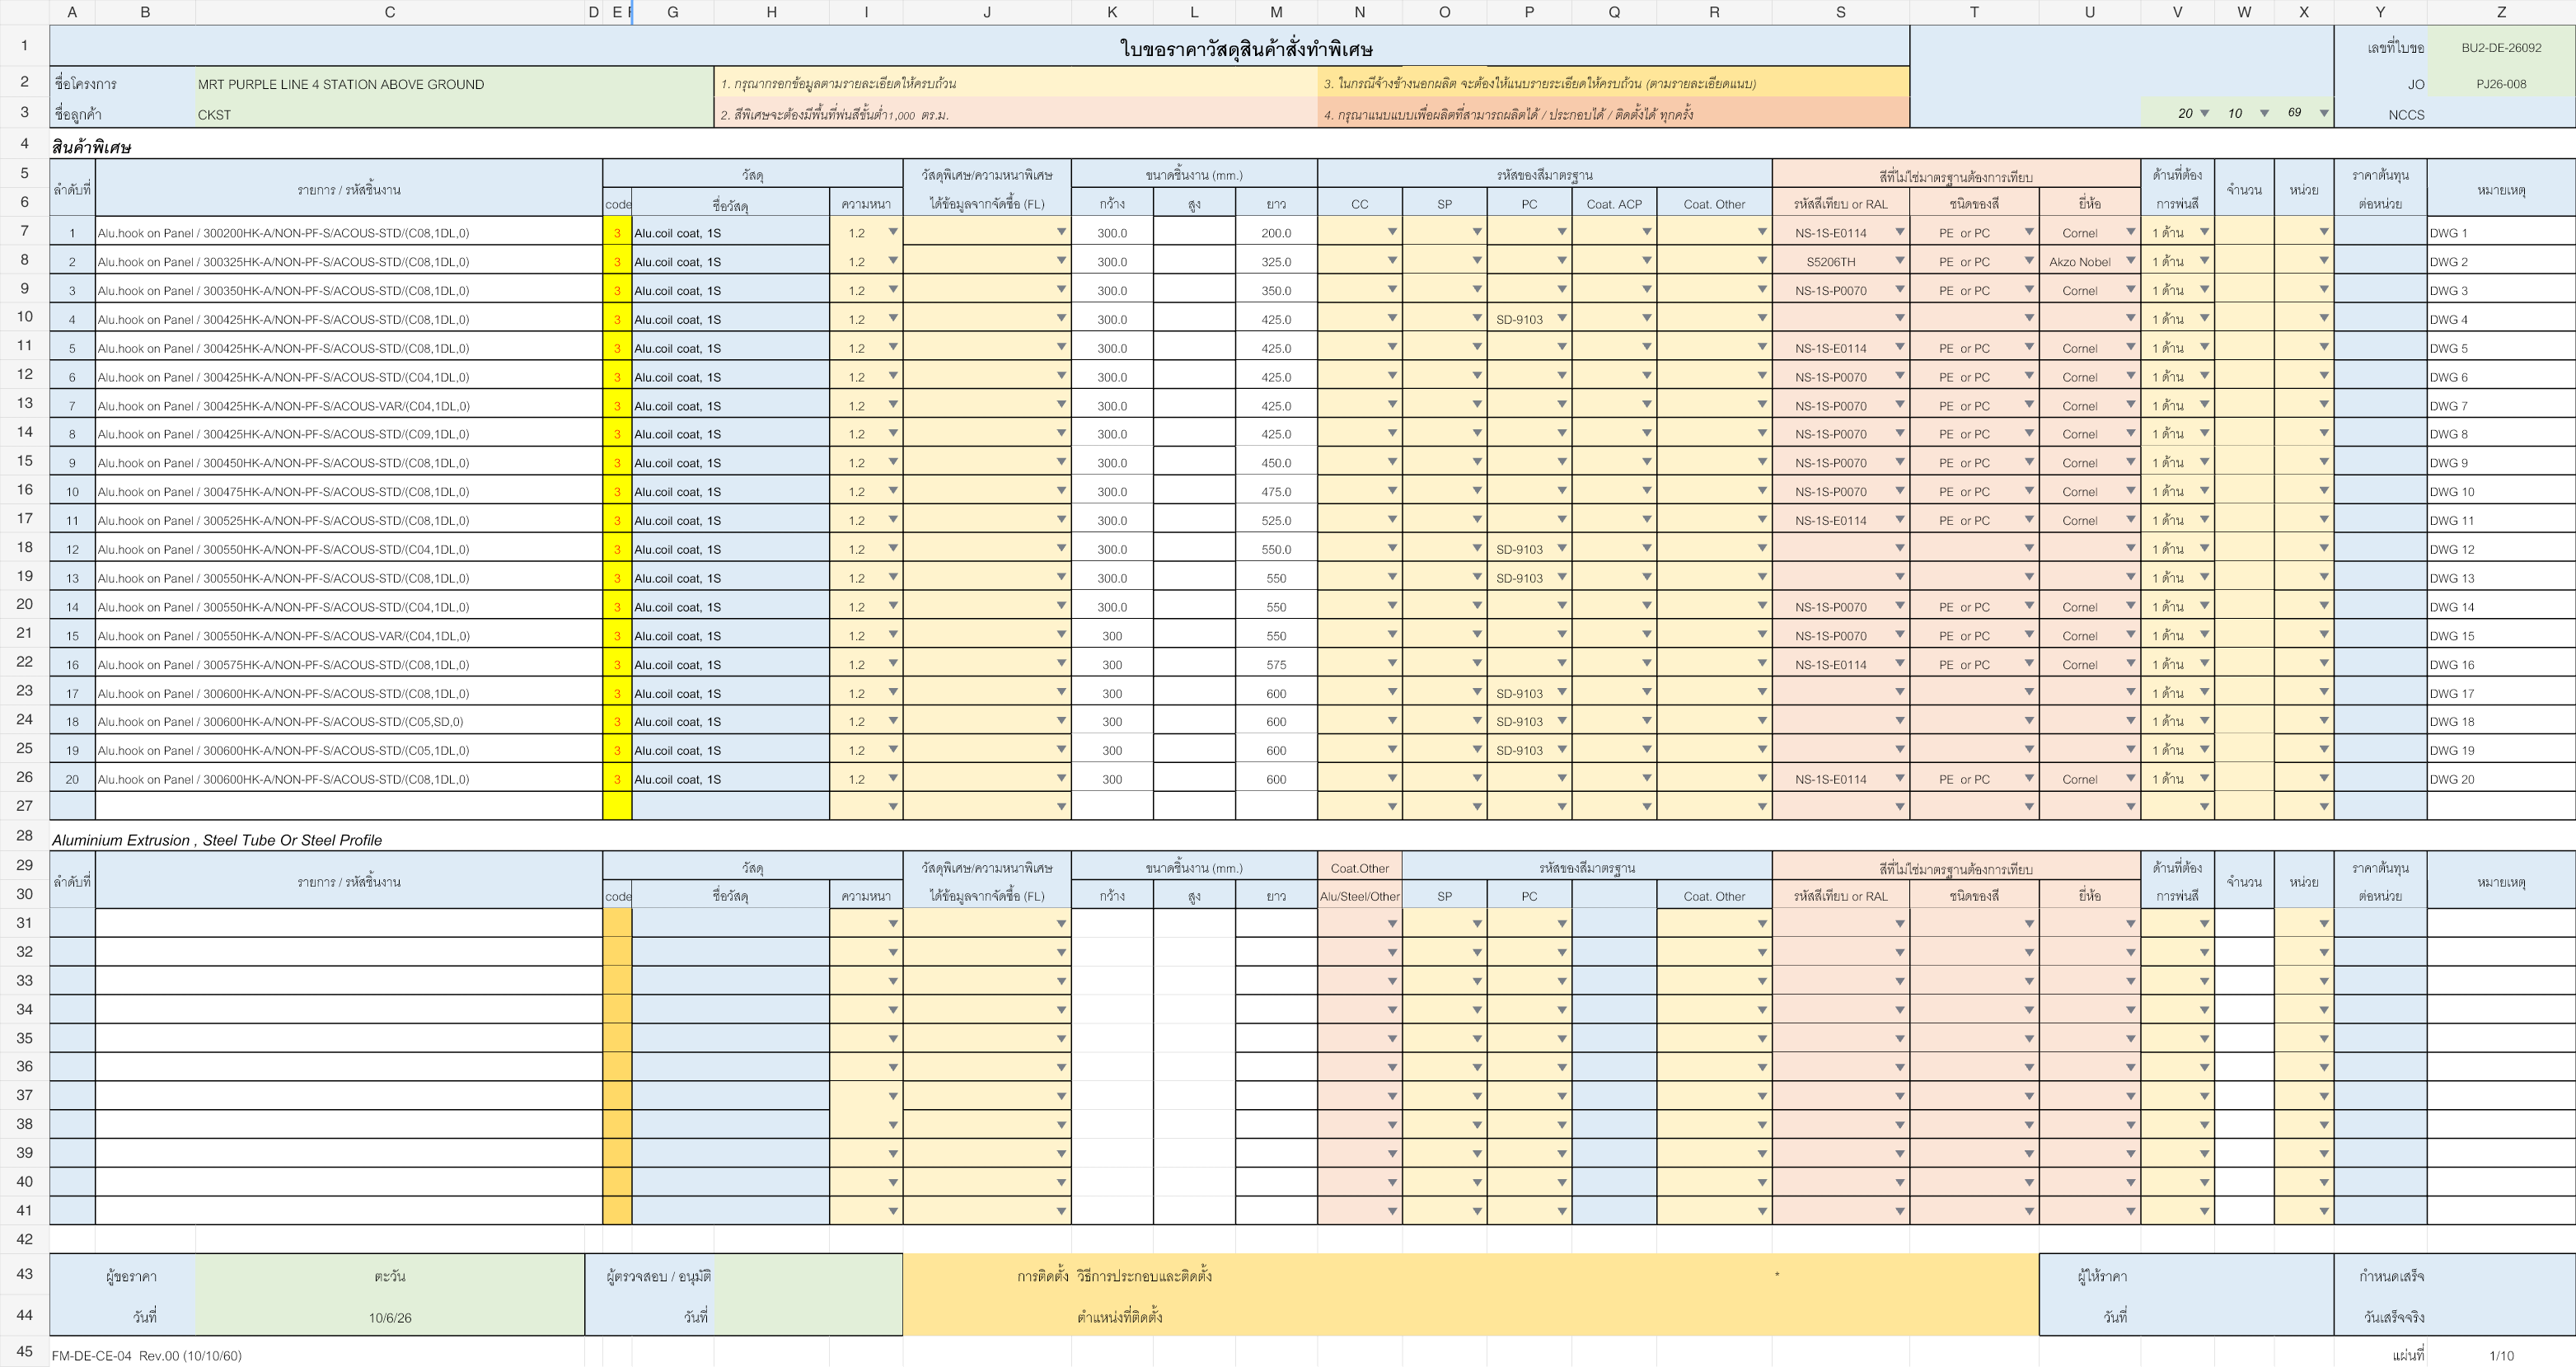 A B C D E F G H I J K L M N O P Q R S T U V W X Y Z
1 ใบขอราคาวัสดุสินค้าสั่งทำพิเศษ เลขที่ใบขอ BU2-DE-26092
2 ชื่อโครงการ MRT PURPLE LINE 4 STATION ABOVE GROUND 1. กรุณากรอกข้อมูลตามรายละเอียดให้ครบถ้วน 3. ในกรณีจ้างข้างนอกผลิต จะต้องให้แนบรายระเอียดให้ครบถ้วน (ตามรายละเอียดแนบ) JO PJ26-008
3 ชื่อลูกค้า CKST 2. สีพิเศษจะต้องมีพื้นที่พ่นสีขั้นต่ำ1,000 ตร.ม. 4. กรุณาแนบแบบเพื่อผลิตที่สามารถผลิตได้ / ประกอบได้ / ติดตั้งได้ ทุกครั้ง 20 10 69 NCCS
4 สินค้าพิเศษ
5 ลำดับที่ รายการ / รหัสชิ้นงาน วัสดุ วัสดุพิเศษ/ความหนาพิเศษ ขนาดชิ้นงาน (mm.) รหัสของสีมาตรฐาน สีที่ไม่ใช่มาตรฐานต้องการเทียบ ด้านที่ต้อง จำนวน หน่วย ราคาต้นทุน หมายเหตุ
6 code ชื่อวัสดุ ความหนา ได้ข้อมูลจากจัดซื้อ (FL) กว้าง สูง ยาว CC SP PC Coat. ACP Coat. Other รหัสสีเทียบ or RAL ชนิดของสี ยี่ห้อ การพ่นสี ต่อหน่วย
7 1 Alu.hook on Panel / 300200HK-A/NON-PF-S/ACOUS-STD/(C08,1DL,0) 3 Alu.coil coat, 1S 1.2 300.0 200.0 NS-1S-E0114 PE or PC Cornel 1 ด้าน DWG 1
8 2 Alu.hook on Panel / 300325HK-A/NON-PF-S/ACOUS-STD/(C08,1DL,0) 3 Alu.coil coat, 1S 1.2 300.0 325.0 S5206TH PE or PC Akzo Nobel 1 ด้าน DWG 2
9 3 Alu.hook on Panel / 300350HK-A/NON-PF-S/ACOUS-STD/(C08,1DL,0) 3 Alu.coil coat, 1S 1.2 300.0 350.0 NS-1S-P0070 PE or PC Cornel 1 ด้าน DWG 3
10 4 Alu.hook on Panel / 300425HK-A/NON-PF-S/ACOUS-STD/(C08,1DL,0) 3 Alu.coil coat, 1S 1.2 300.0 425.0 SD-9103 1 ด้าน DWG 4
11 5 Alu.hook on Panel / 300425HK-A/NON-PF-S/ACOUS-STD/(C08,1DL,0) 3 Alu.coil coat, 1S 1.2 300.0 425.0 NS-1S-E0114 PE or PC Cornel 1 ด้าน DWG 5
12 6 Alu.hook on Panel / 300425HK-A/NON-PF-S/ACOUS-STD/(C04,1DL,0) 3 Alu.coil coat, 1S 1.2 300.0 425.0 NS-1S-P0070 PE or PC Cornel 1 ด้าน DWG 6
13 7 Alu.hook on Panel / 300425HK-A/NON-PF-S/ACOUS-VAR/(C04,1DL,0) 3 Alu.coil coat, 1S 1.2 300.0 425.0 NS-1S-P0070 PE or PC Cornel 1 ด้าน DWG 7
14 8 Alu.hook on Panel / 300425HK-A/NON-PF-S/ACOUS-STD/(C09,1DL,0) 3 Alu.coil coat, 1S 1.2 300.0 425.0 NS-1S-P0070 PE or PC Cornel 1 ด้าน DWG 8
15 9 Alu.hook on Panel / 300450HK-A/NON-PF-S/ACOUS-STD/(C08,1DL,0) 3 Alu.coil coat, 1S 1.2 300.0 450.0 NS-1S-P0070 PE or PC Cornel 1 ด้าน DWG 9
16 10 Alu.hook on Panel / 300475HK-A/NON-PF-S/ACOUS-STD/(C08,1DL,0) 3 Alu.coil coat, 1S 1.2 300.0 475.0 NS-1S-P0070 PE or PC Cornel 1 ด้าน DWG 10
17 11 Alu.hook on Panel / 300525HK-A/NON-PF-S/ACOUS-STD/(C08,1DL,0) 3 Alu.coil coat, 1S 1.2 300.0 525.0 NS-1S-E0114 PE or PC Cornel 1 ด้าน DWG 11
18 12 Alu.hook on Panel / 300550HK-A/NON-PF-S/ACOUS-STD/(C04,1DL,0) 3 Alu.coil coat, 1S 1.2 300.0 550.0 SD-9103 1 ด้าน DWG 12
19 13 Alu.hook on Panel / 300550HK-A/NON-PF-S/ACOUS-STD/(C08,1DL,0) 3 Alu.coil coat, 1S 1.2 300.0 550 SD-9103 1 ด้าน DWG 13
20 14 Alu.hook on Panel / 300550HK-A/NON-PF-S/ACOUS-STD/(C04,1DL,0) 3 Alu.coil coat, 1S 1.2 300.0 550 NS-1S-P0070 PE or PC Cornel 1 ด้าน DWG 14
21 15 Alu.hook on Panel / 300550HK-A/NON-PF-S/ACOUS-VAR/(C04,1DL,0) 3 Alu.coil coat, 1S 1.2 300 550 NS-1S-P0070 PE or PC Cornel 1 ด้าน DWG 15
22 16 Alu.hook on Panel / 300575HK-A/NON-PF-S/ACOUS-STD/(C08,1DL,0) 3 Alu.coil coat, 1S 1.2 300 575 NS-1S-E0114 PE or PC Cornel 1 ด้าน DWG 16
23 17 Alu.hook on Panel / 300600HK-A/NON-PF-S/ACOUS-STD/(C08,1DL,0) 3 Alu.coil coat, 1S 1.2 300 600 SD-9103 1 ด้าน DWG 17
24 18 Alu.hook on Panel / 300600HK-A/NON-PF-S/ACOUS-STD/(C05,SD,0) 3 Alu.coil coat, 1S 1.2 300 600 SD-9103 1 ด้าน DWG 18
25 19 Alu.hook on Panel / 300600HK-A/NON-PF-S/ACOUS-STD/(C05,1DL,0) 3 Alu.coil coat, 1S 1.2 300 600 SD-9103 1 ด้าน DWG 19
26 20 Alu.hook on Panel / 300600HK-A/NON-PF-S/ACOUS-STD/(C08,1DL,0) 3 Alu.coil coat, 1S 1.2 300 600 NS-1S-E0114 PE or PC Cornel 1 ด้าน DWG 20
27
28 Aluminium Extrusion , Steel Tube Or Steel Profile
29 ลำดับที่ รายการ / รหัสชิ้นงาน วัสดุ วัสดุพิเศษ/ความหนาพิเศษ ขนาดชิ้นงาน (mm.) Coat.Other รหัสของสีมาตรฐาน สีที่ไม่ใช่มาตรฐานต้องการเทียบ ด้านที่ต้อง จำนวน หน่วย ราคาต้นทุน หมายเหตุ
30 code ชื่อวัสดุ ความหนา ได้ข้อมูลจากจัดซื้อ (FL) กว้าง สูง ยาว Alu/Steel/Other SP PC Coat. Other รหัสสีเทียบ or RAL ชนิดของสี ยี่ห้อ การพ่นสี ต่อหน่วย
31
32
33
34
35
36
37
38
39
40
41
42
43 ผู้ขอราคา ตะวัน ผู้ตรวจสอบ / อนุมัติ การติดตั้ง วิธีการประกอบและติดตั้ง * ผู้ให้ราคา กำหนดเสร็จ
44 วันที่ 10/6/26 วันที่ ตำแหน่งที่ติดตั้ง วันที่ วันเสร็จจริง
45 FM-DE-CE-04 Rev.00 (10/10/60) แผ่นที่ 1/10